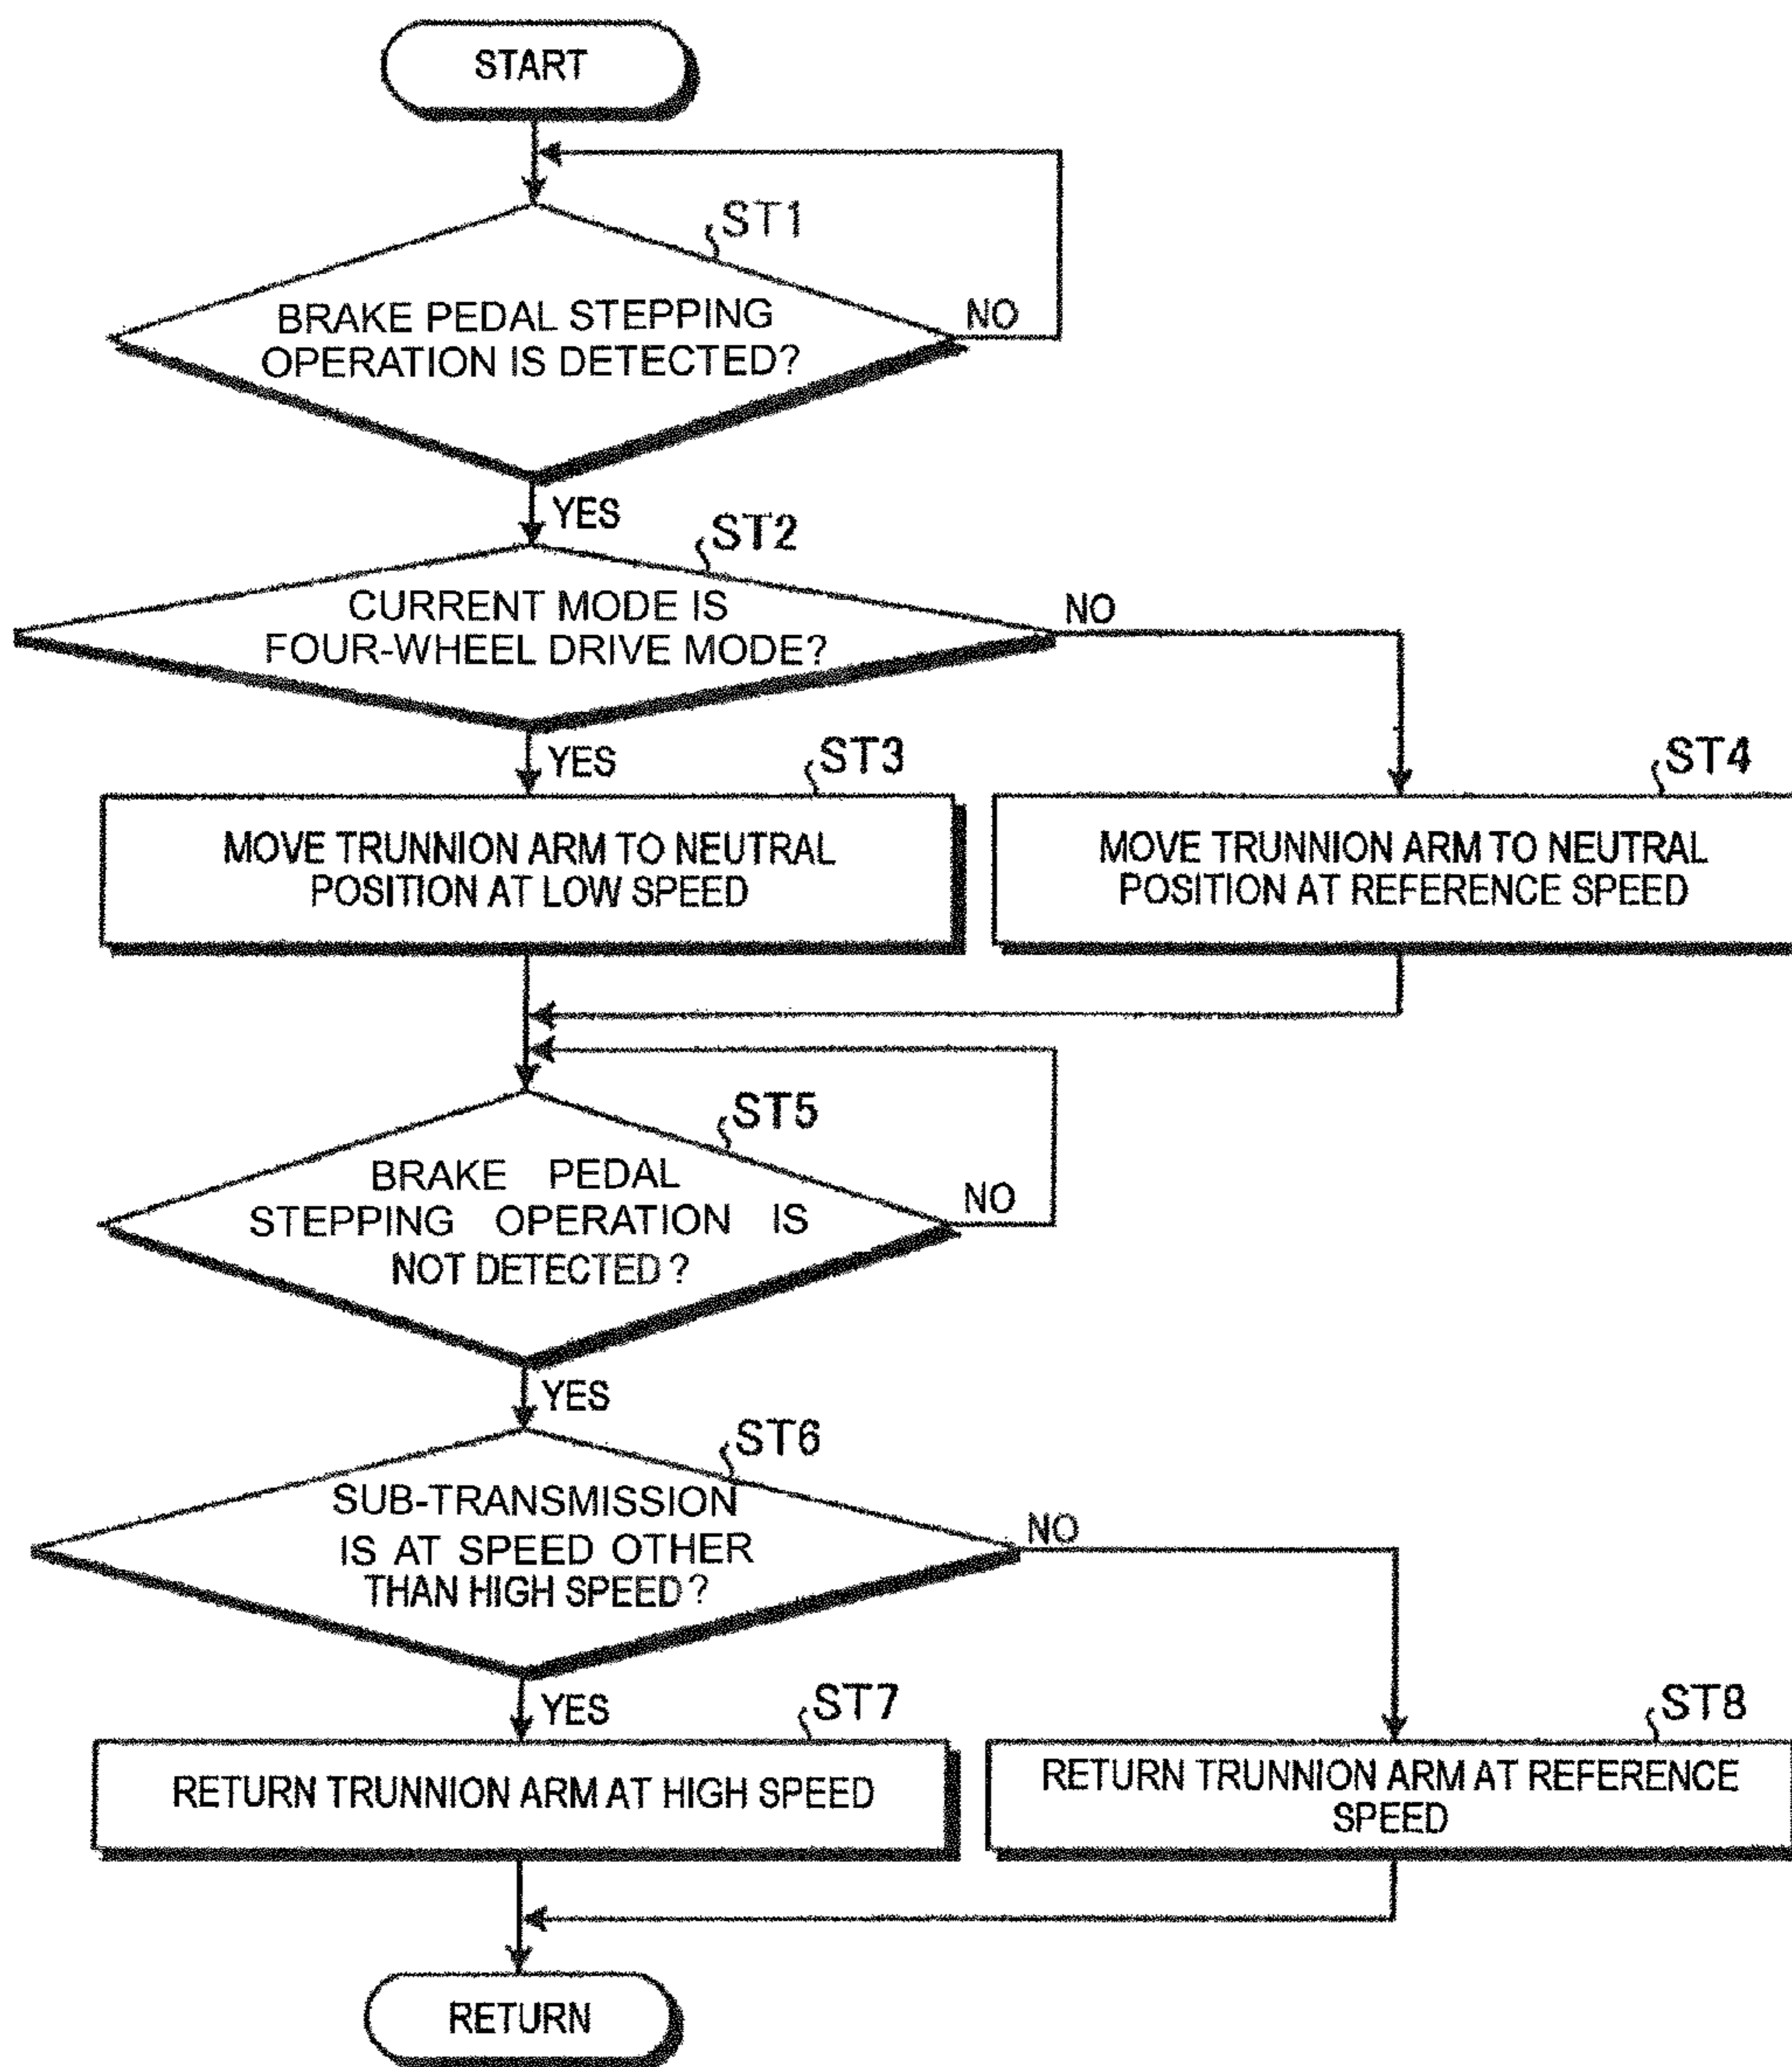 START
ST1
BRAKE PEDAL STEPPING
OPERATION IS DETECTED?
NO
YES
ST2
CURRENT MODE IS
FOUR-WHEEL DRIVE MODE?
NO
YES
ST3
MOVE TRUNNION ARM TO NEUTRAL
POSITION AT LOW SPEED
ST4
MOVE TRUNNION ARM TO NEUTRAL
POSITION AT REFERENCE SPEED
ST5
BRAKE PEDAL
STEPPING OPERATION IS
NOT DETECTED?
NO
YES
ST6
SUB-TRANSMISSION
IS AT SPEED OTHER
THAN HIGH SPEED?
NO
YES
ST7
RETURN TRUNNION ARM AT HIGH SPEED
ST8
RETURN TRUNNION ARM AT REFERENCE
SPEED
RETURN